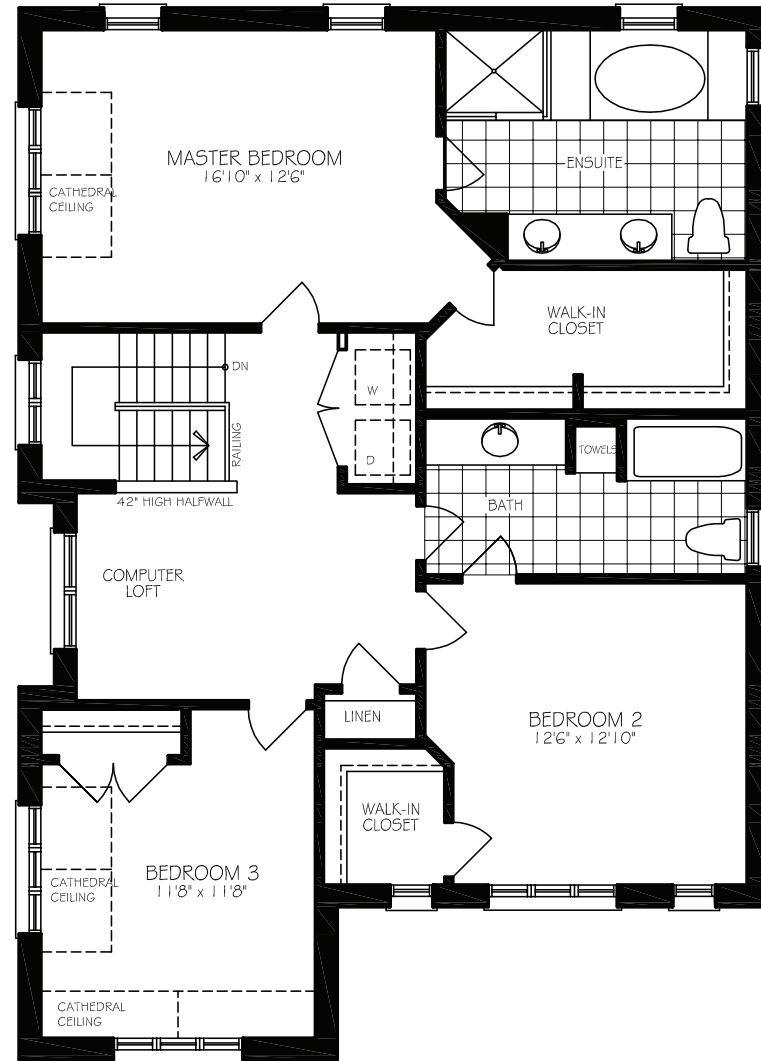 MASTER BEDROOM
16'10" x 12'6"
CATHEDRAL
CEILING
ENSUITE
WALK-IN
CLOSET
DN
W
RAILING
D
TOWELS
42" HIGH HALFWALL
BATH
COMPUTER
LOFT
LINEN
BEDROOM 2
12'6" x 12'10"
WALK-IN
CLOSET
BEDROOM 3
11'8" x 11'8"
CATHEDRAL
CEILING
CATHEDRAL
CEILING